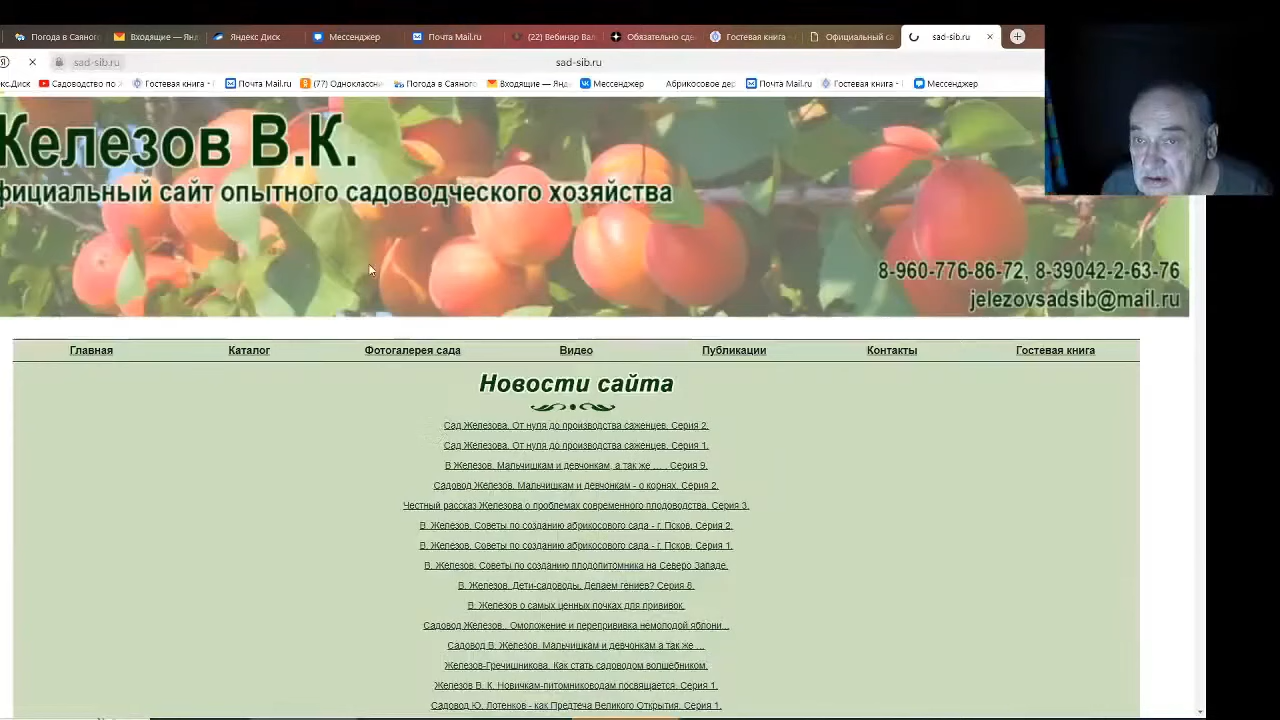 Погода в Саяного
Входящие — Янд
Яндекс Диск
Мессенджер
Почта Mail.ru
(22) Вебинар Вал
Обязательно сде
Гостевая книга
Официальный са
sad-sib.ru
sad-sib.ru
sad-sib.ru
кс.Диск
Садоводство по
Гостевая книга - Г
Почта Mail.ru
(77) Одноклассн
Погода в Саяного
Входящие — Янд
Мессенджер
Абрикосовое дер
Почта Mail.ru
Гостевая книга - Г
Мессенджер
Железов В.К.
фициальный сайт опытного садоводческого хозяйства
8-960-776-86-72, 8-39042-2-63-76
jelezovsadsib@mail.ru
Главная
Каталог
Фотогалерея сада
Видео
Публикации
Контакты
Гостевая книга
Новости сайта
Сад Железова. От нуля до производства саженцев. Серия 2.
Сад Железова. От нуля до производства саженцев. Серия 1.
В Железов. Мальчишкам и девчонкам, а так же ... . Серия 9.
Садовод Железов. Мальчишкам и девчонкам - о корнях. Серия 2.
Честный рассказ Железова о проблемах современного плодоводства. Серия 3.
В. Железов. Советы по созданию абрикосового сада - г. Псков. Серия 2.
В. Железов. Советы по созданию абрикосового сада - г. Псков. Серия 1.
В. Железов. Советы по созданию плодопитомника на Северо Западе.
В. Железов. Дети-садоводы. Делаем гениев? Серия 8.
В. Железов о самых ценных почках для прививок.
Садовод Железов.. Омоложение и перепрививка немолодой яблони...
Садовод В. Железов. Мальчишкам и девчонкам а так же ...
Железов-Гречишникова. Как стать садоводом волшебником.
Железов В. К. Новичкам-питомниководам посвящается. Серия 1.
Садовод Ю. Лотенков - как Предтеча Великого Открытия. Серия 1.